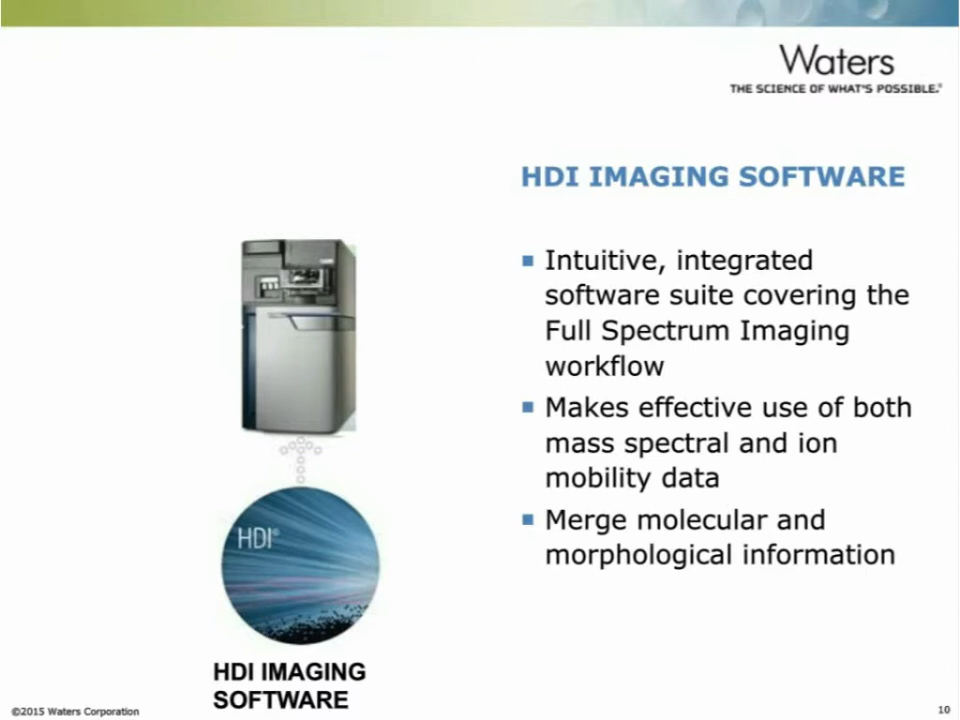 Waters
THE SCIENCE OF WHAT'S POSSIBLE.®
HDI IMAGING SOFTWARE
■ Intuitive, integrated
software suite covering the
Full Spectrum Imaging
workflow
■ Makes effective use of both
mass spectral and ion
mobility data
■ Merge molecular and
morphological information
HDI®
HDI IMAGING
SOFTWARE
©2015 Waters Corporation
10